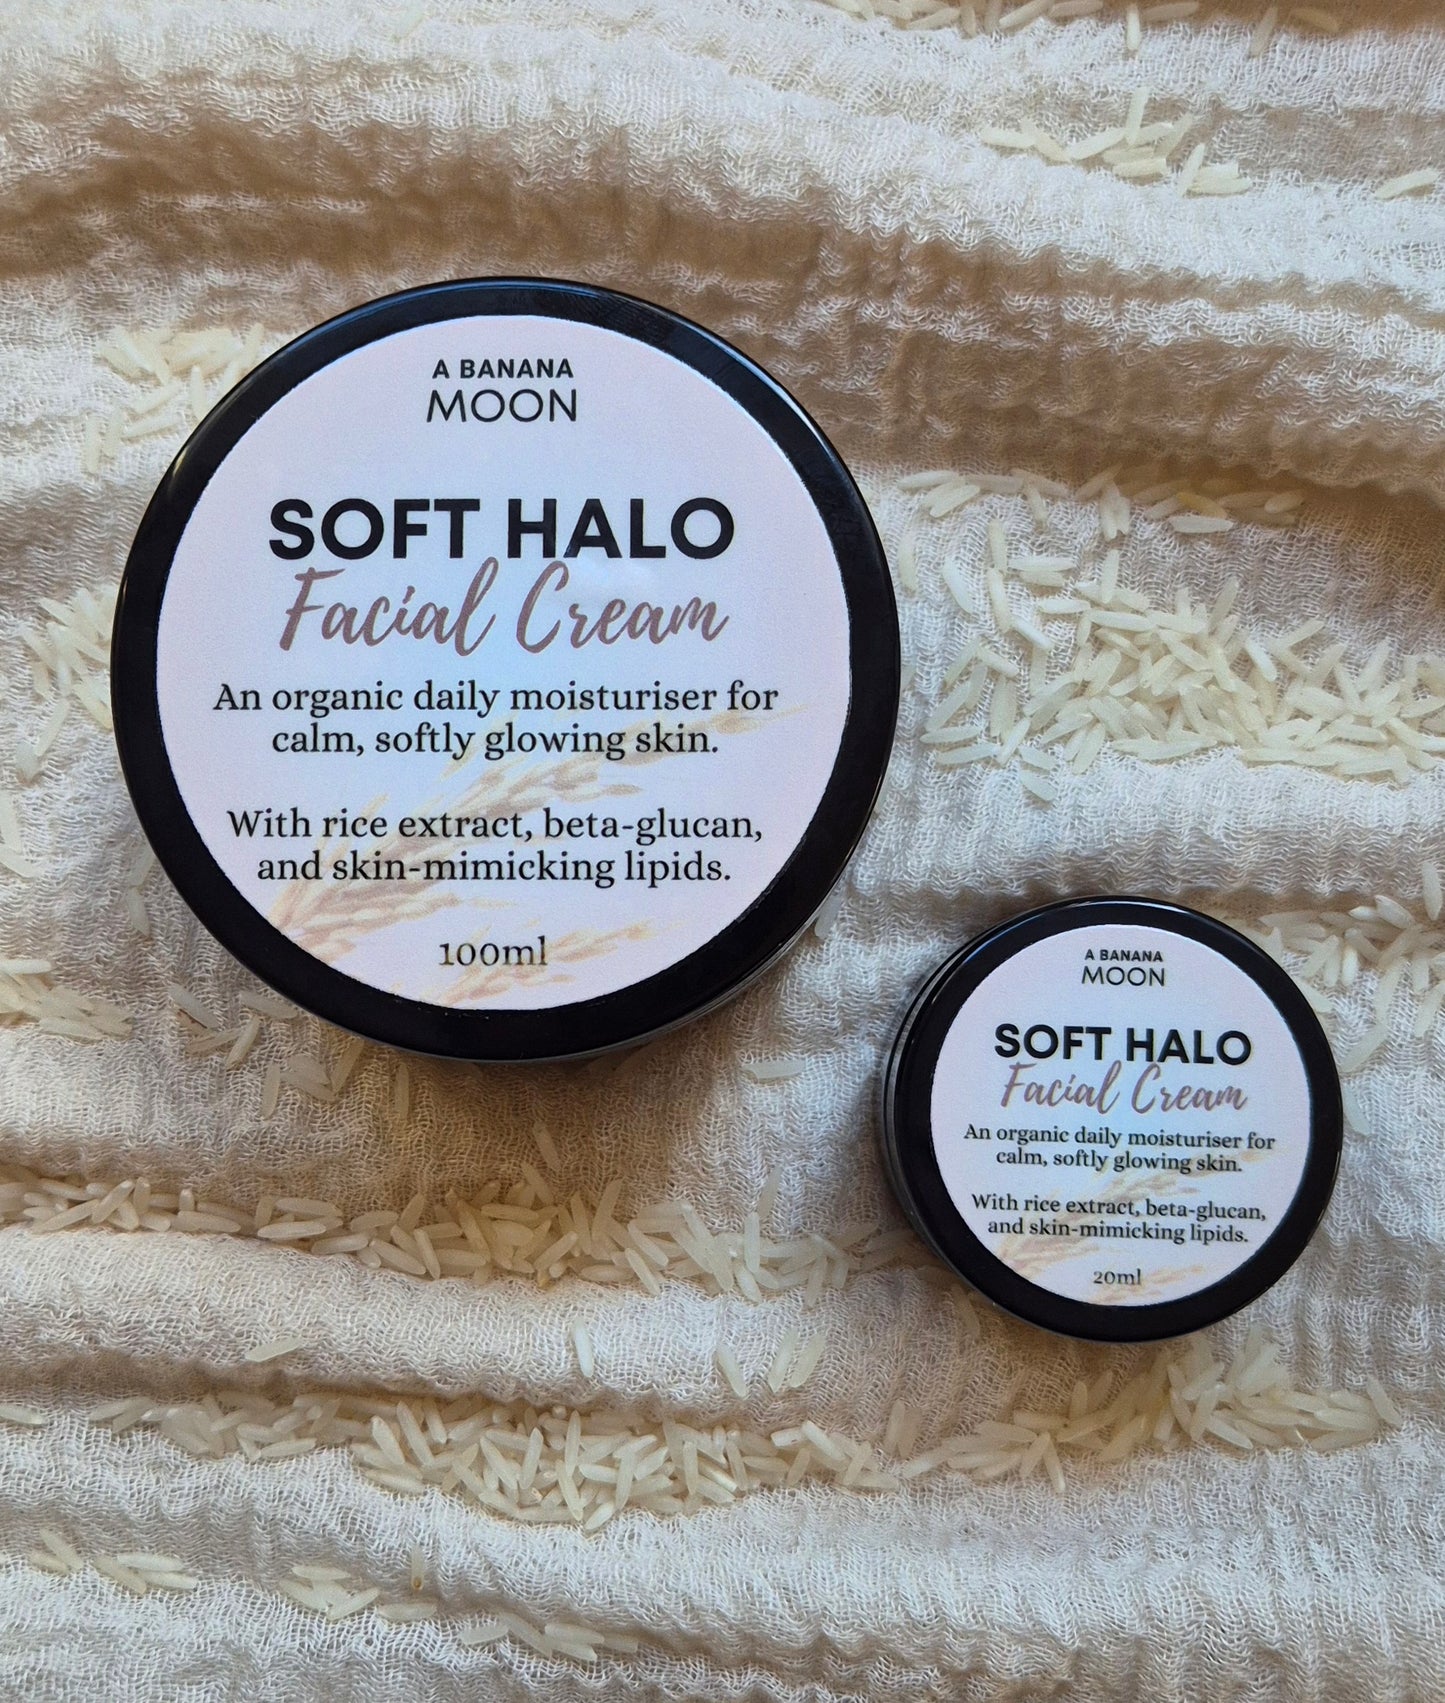 A BANANA
MOON
SOFT HALO
Facial Cream
An organic daily moisturiser for
calm, softly glowing skin.
With rice extract, beta-glucan,
and skin-mimicking lipids.
100ml
A BANANA
MOON
SOFT HALO
Facial Cream
An organic daily moisturiser for
calm, softly glowing skin.
With rice extract, beta-glucan,
and skin-mimicking lipids.
20ml